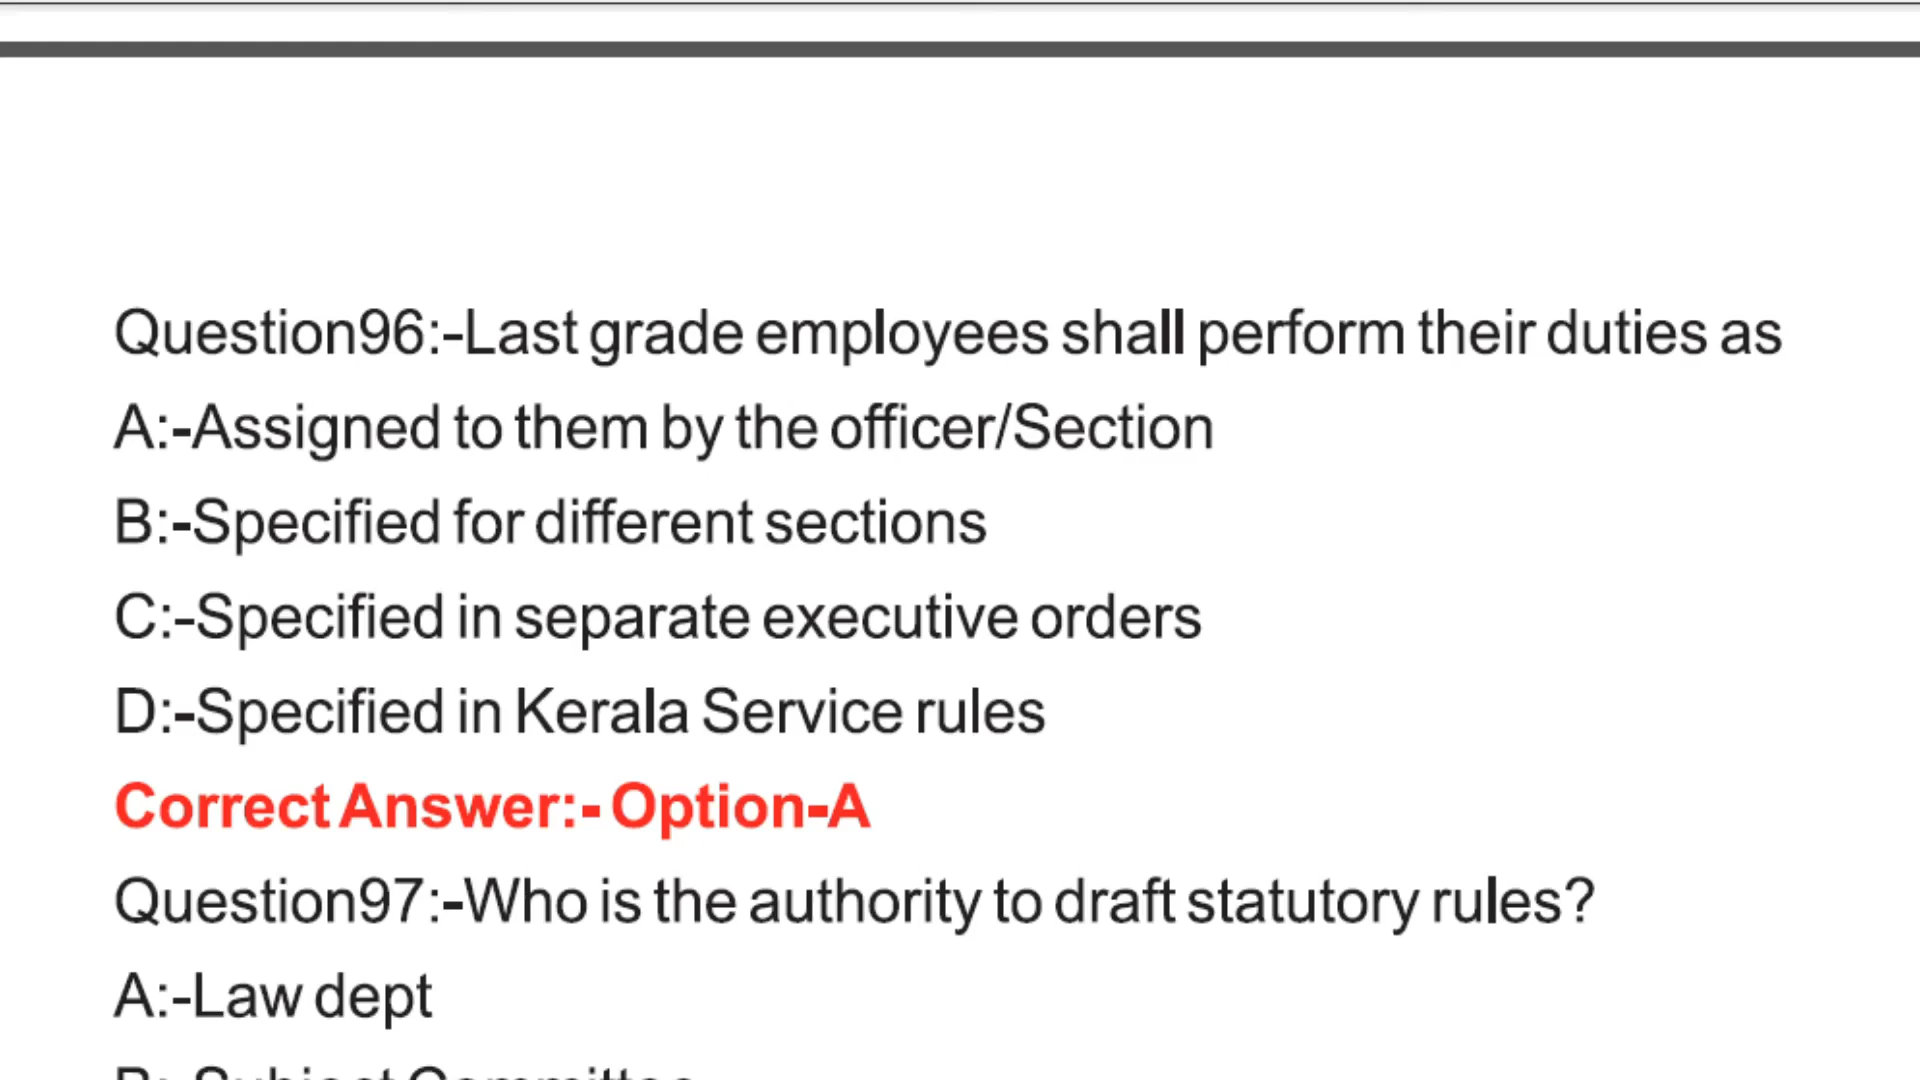 Question96:-Last grade employees shall perform their duties as
A:-Assigned to them by the officer/Section
B:-Specified for different sections
C:-Specified in separate executive orders
D:-Specified in Kerala Service rules
Correct Answer:- Option-A
Question97:-Who is the authority to draft statutory rules?
A:-Law dept
B:-Subject Committee